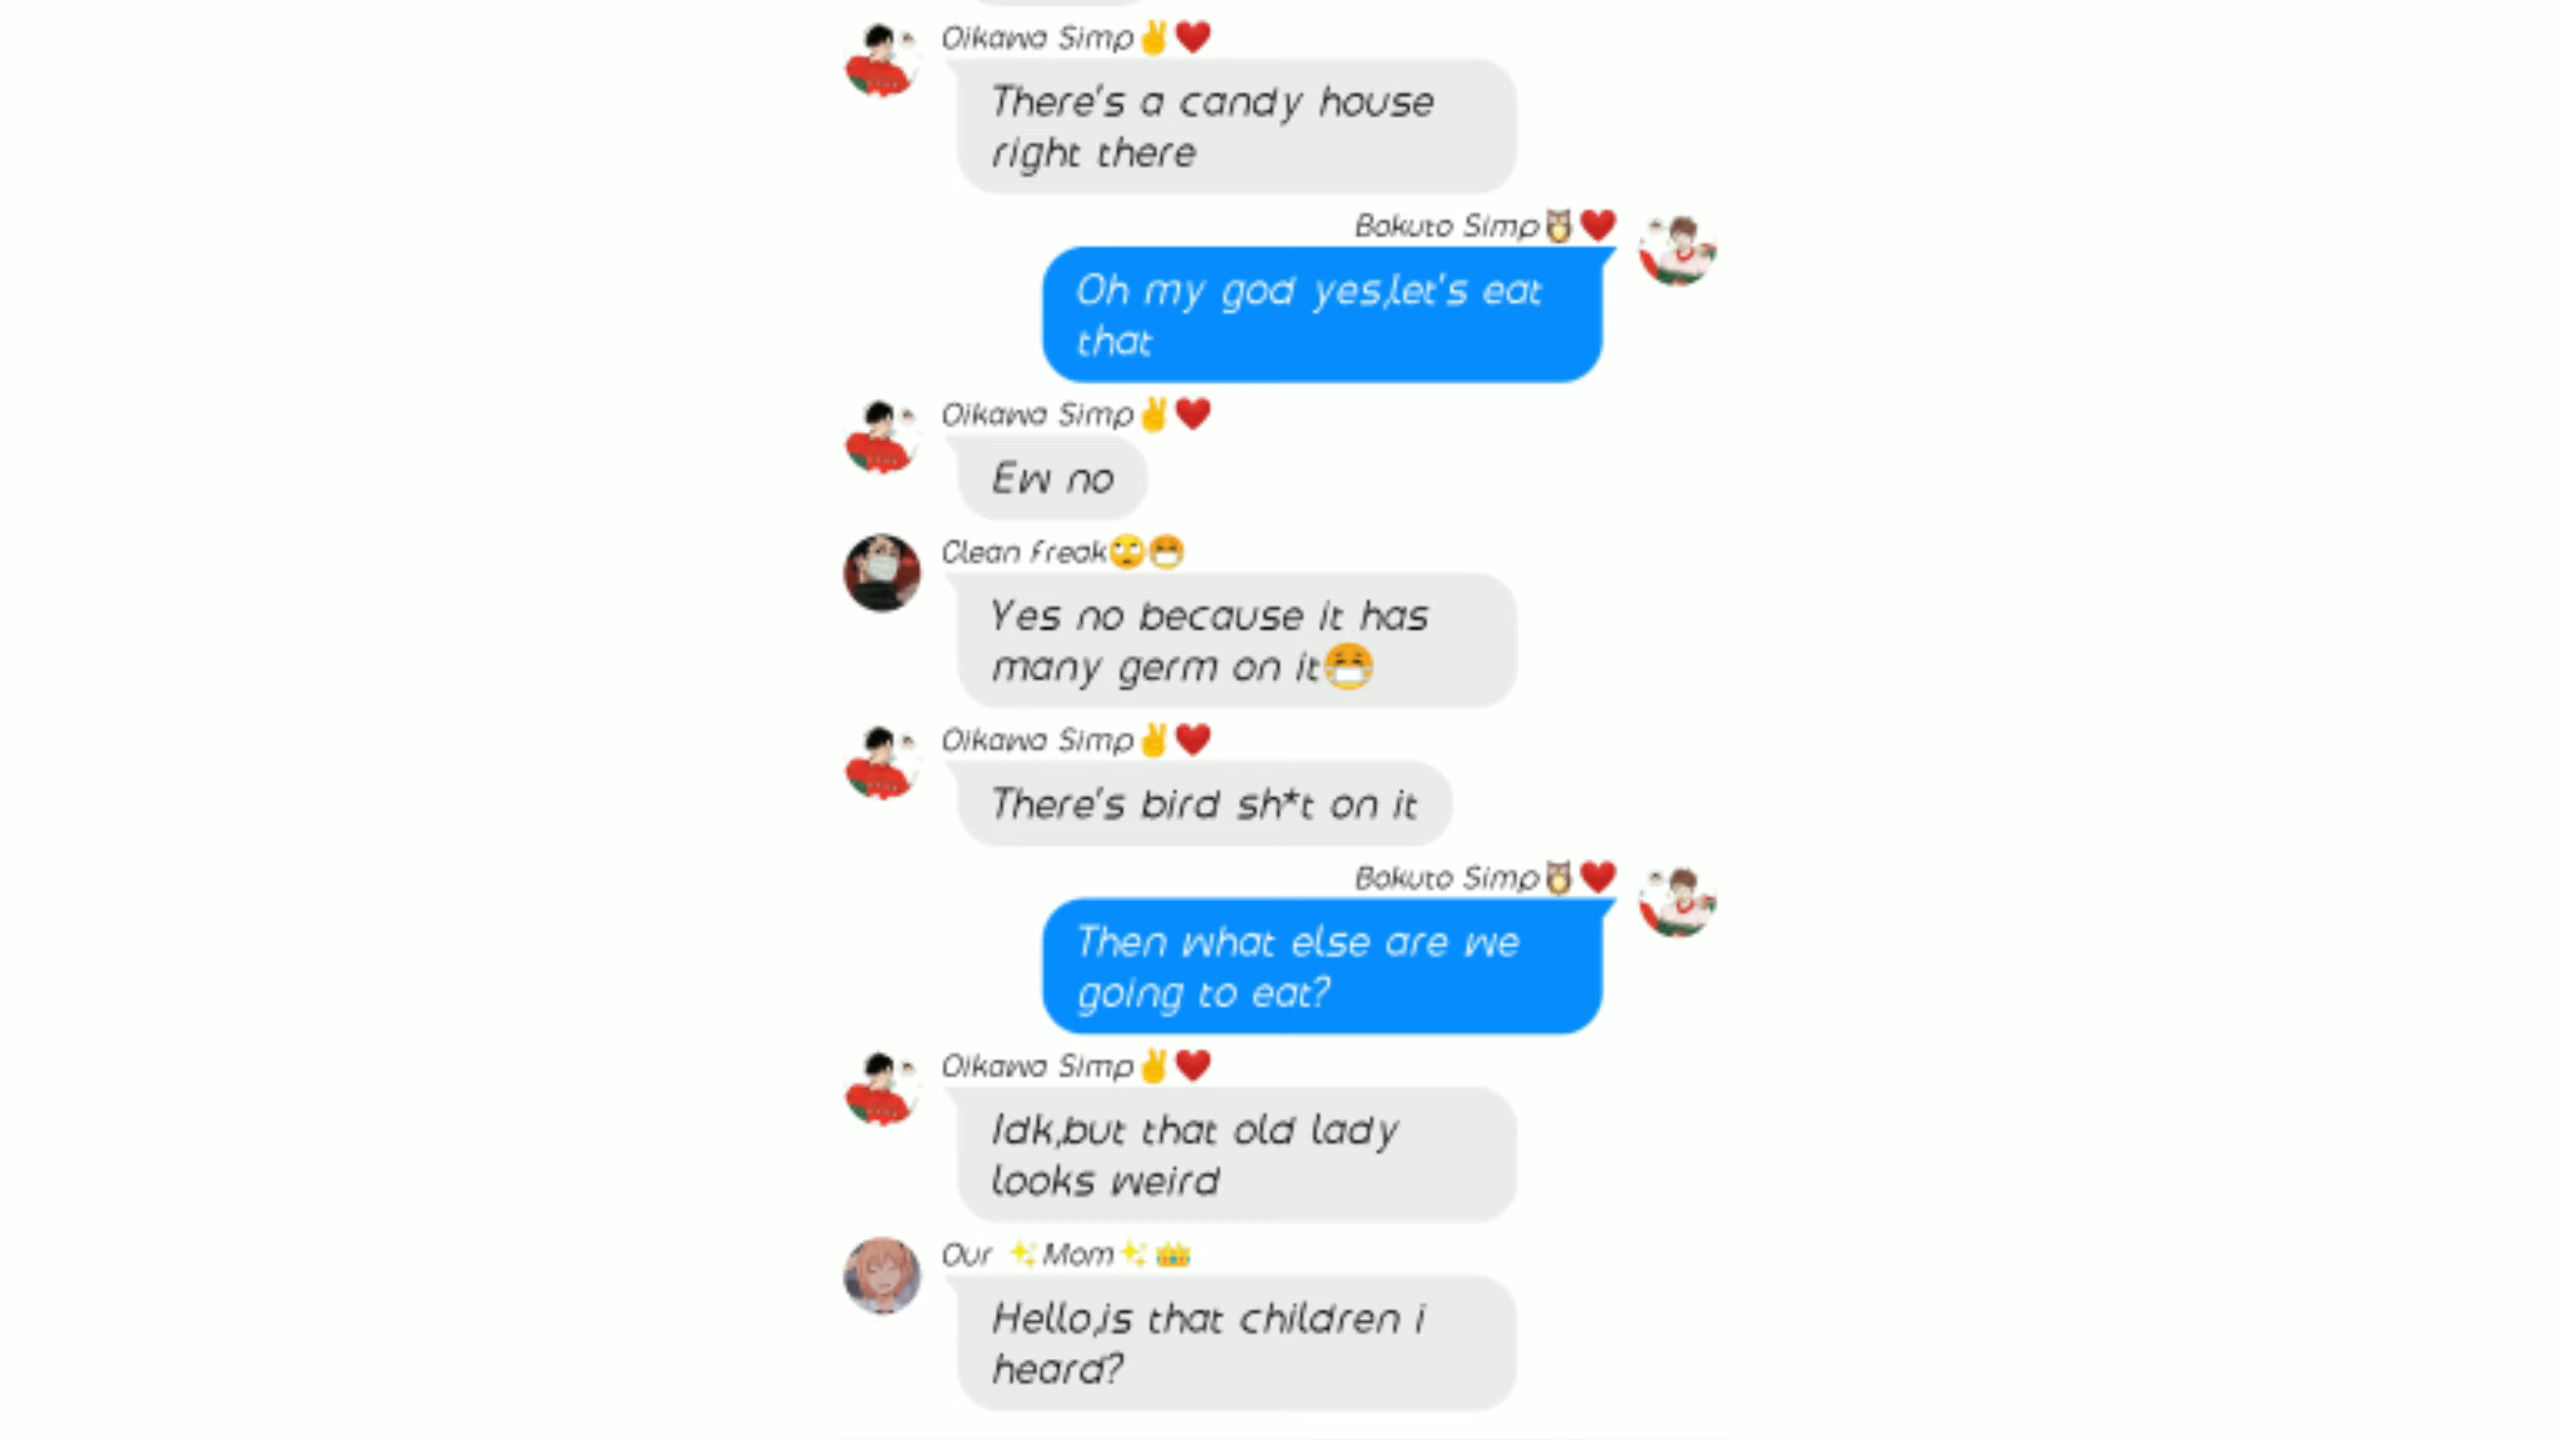 Oikawa Simp✌❤
There's a candy house
right there
Bokuto Simp🦉❤
Oh my god yes,let's eat
that
Oikawa Simp✌❤
Ew no
Clean freak🙄😷
Yes no because it has
many germ on it😷
Oikawa Simp✌❤
There's bird sh*t on it
Bokuto Simp🦉❤
Then what else are we
going to eat?
Oikawa Simp✌❤
Idk,but that old lady
looks weird
Our ✨Mom✨👑
Hello,is that children i
heard?